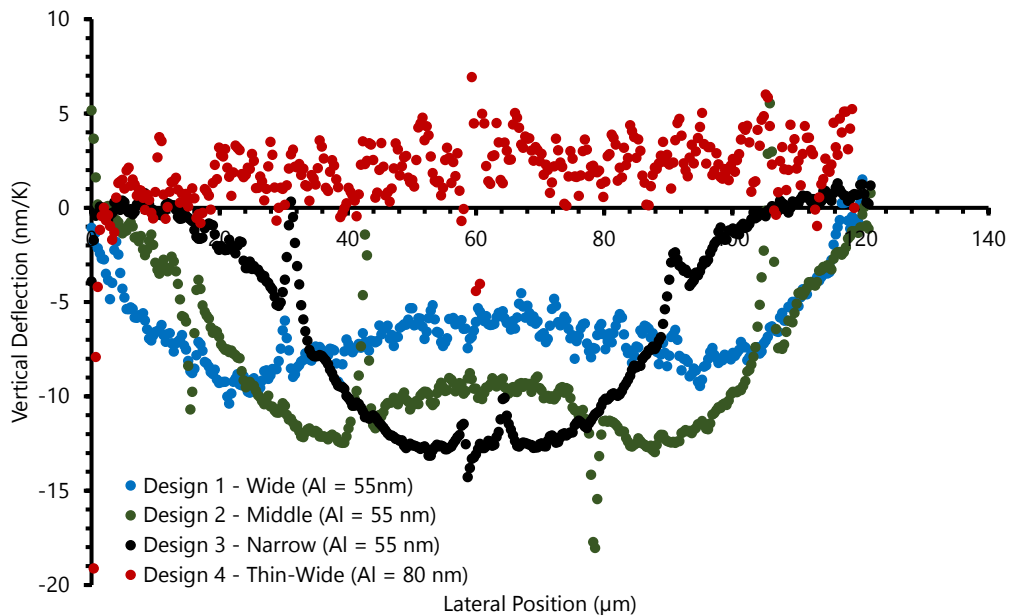 10
5
0
-5
-10
-15
-20
20
40
60
80
100
120
140
Vertical Deflection (nm/K)
Design 1 - Wide (Al = 55nm)
Design 2 - Middle (Al = 55 nm)
Design 3 - Narrow (Al = 55 nm)
Design 4 - Thin-Wide (Al = 80 nm)
Lateral Position (µm)